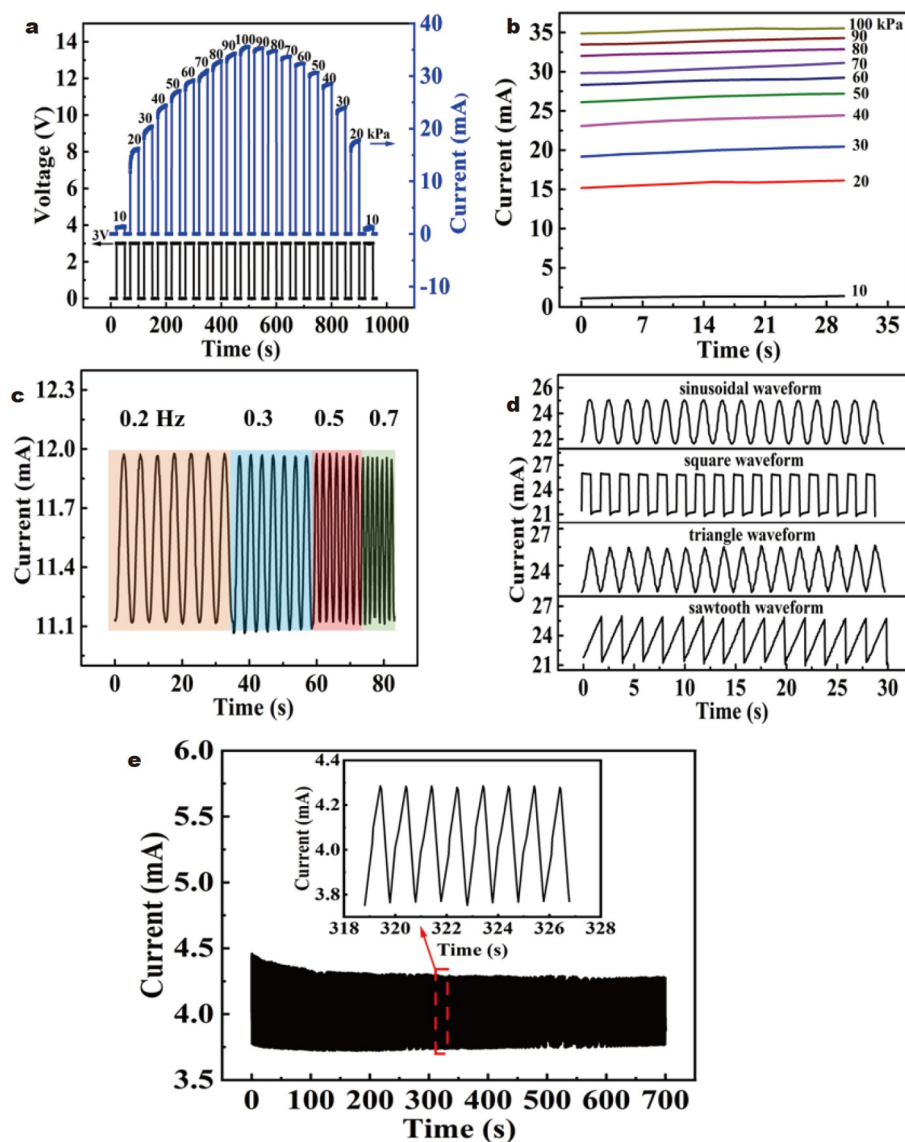 a
14
12
10
8
6
4
2
0
Voltage (V)
40
30
20
10
0
-10
Current (mA)
10 20 30 40 50 60 70 80 90 100 90 80 70 60 50 40 30 20 kPa 10
3V
0 200 400 600 800 1000
Time (s)
b
35
30
25
20
15
10
5
0
Current (mA)
100 kPa
90
80
70
60
50
40
30
20
10
0 7 14 21 28 35
Time (s)
c
12.3
12.0
11.7
11.4
11.1
Current (mA)
0.2 Hz 0.3 0.5 0.7
0 20 40 60 80
Time (s)
d
Current (mA)
26
24
22
sinusoidal waveform
27
24
21
square waveform
27
24
triangle waveform
27
24
21
sawtooth waveform
0 5 10 15 20 25 30
Time (s)
e
6.0
5.5
5.0
4.5
4.0
3.5
Current (mA)
4.4
4.2
4.0
3.8
Current (mA)
318 320 322 324 326 328
Time (s)
0 100 200 300 400 500 600 700
Time (s)